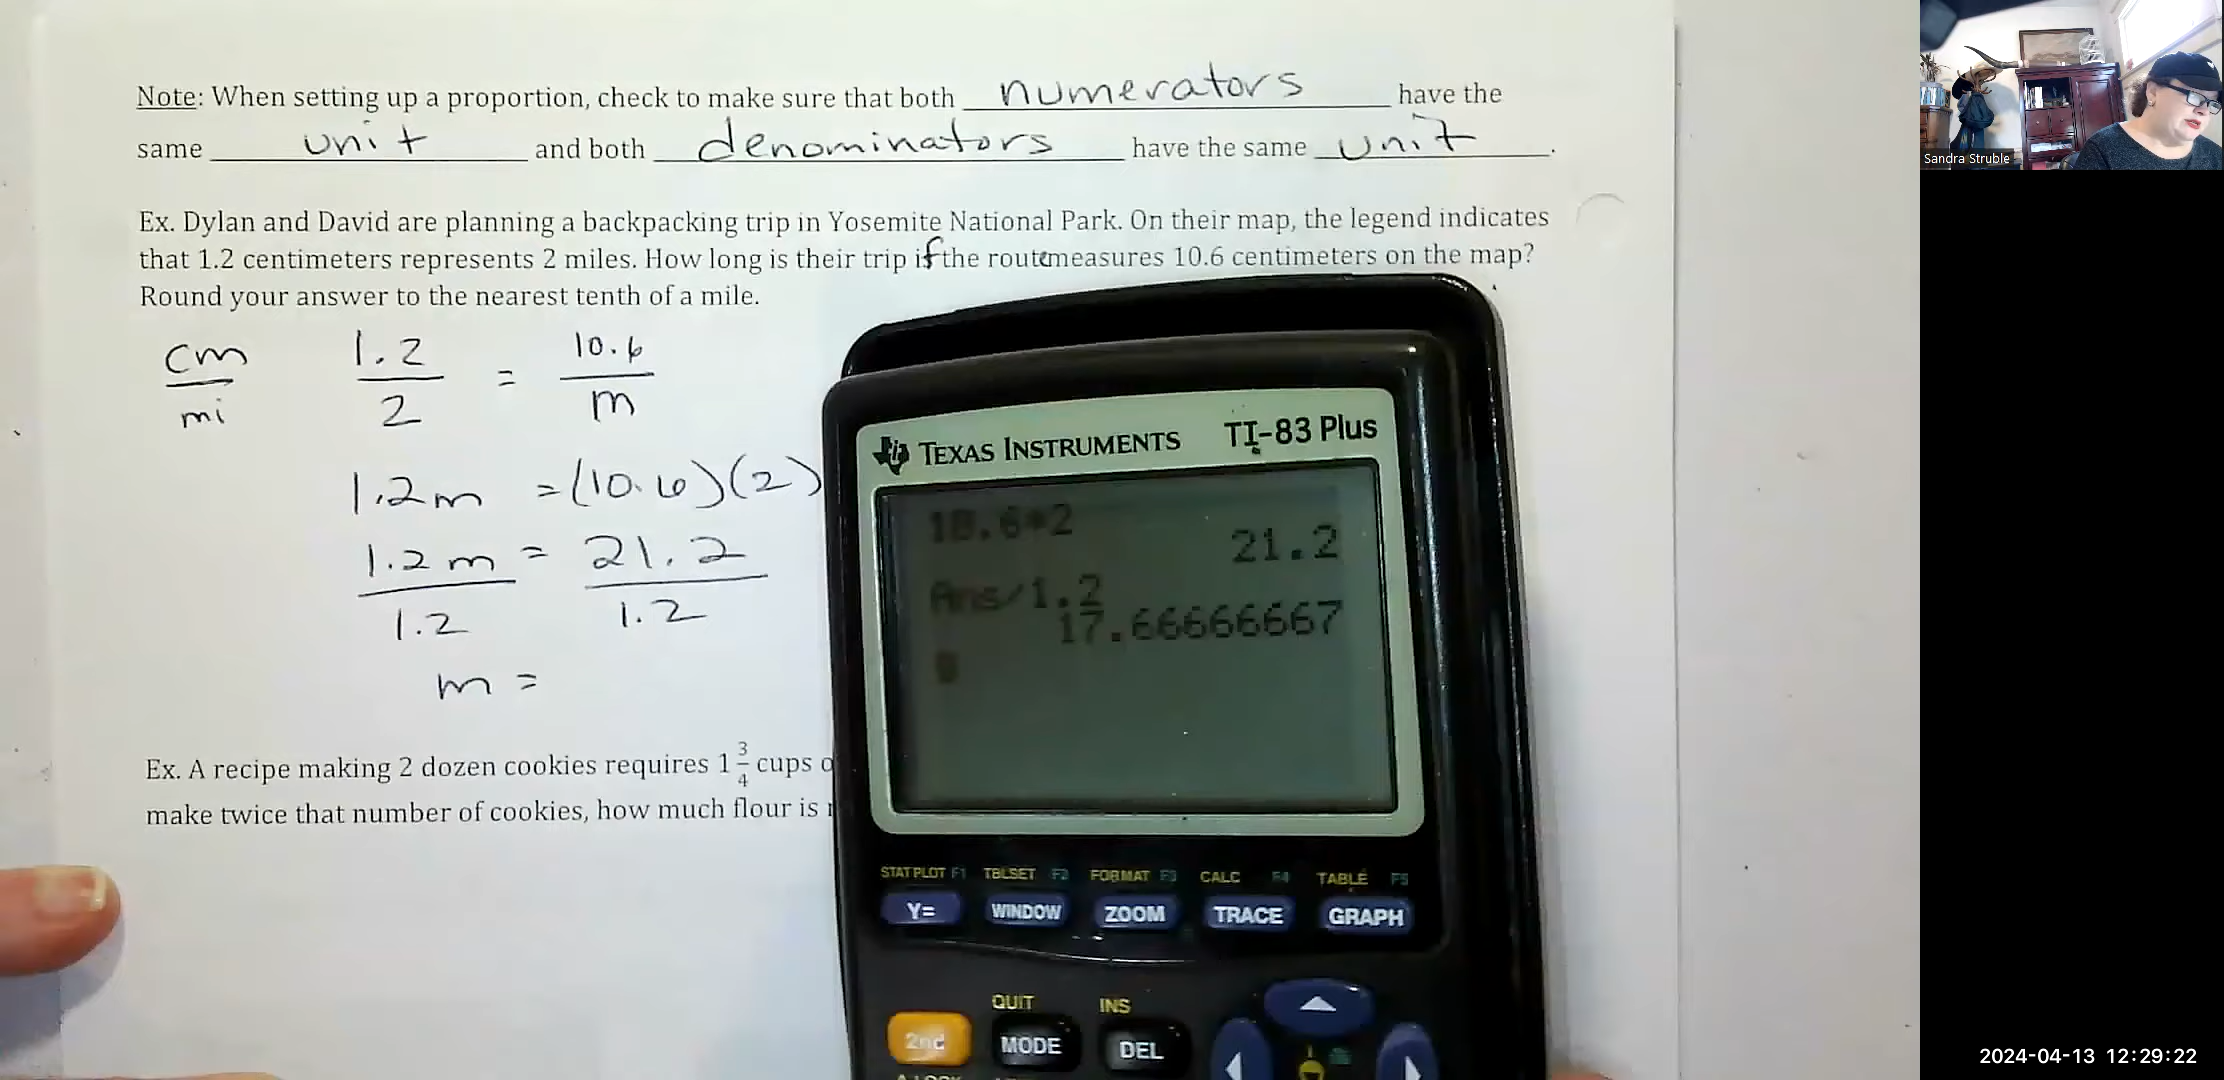 Note: When setting up a proportion, check to make sure that both numerators have the
same unit and both denominators have the same unit.
Ex. Dylan and David are planning a backpacking trip in Yosemite National Park. On their map, the legend indicates
that 1.2 centimeters represents 2 miles. How long is their trip if the route measures 10.6 centimeters on the map?
Round your answer to the nearest tenth of a mile.
cm/mi 1.2/2 = 10.6/m
1.2m = (10.6)(2)
1.2m/1.2 = 21.2/1.2
m =
Ex. A recipe making 2 dozen cookies requires 1 3/4 cups
make twice that number of cookies, how much flour is
TEXAS INSTRUMENTS TI-83 Plus
10.6*2
21.2
Ans/1.2
17.66666667
STAT PLOT F1 TBLSET F2 FORMAT F3 CALC F4 TABLE F5
Y= WINDOW ZOOM TRACE GRAPH
QUIT INS
2nd MODE DEL
Sandra Struble
2024-04-13 12:29:22